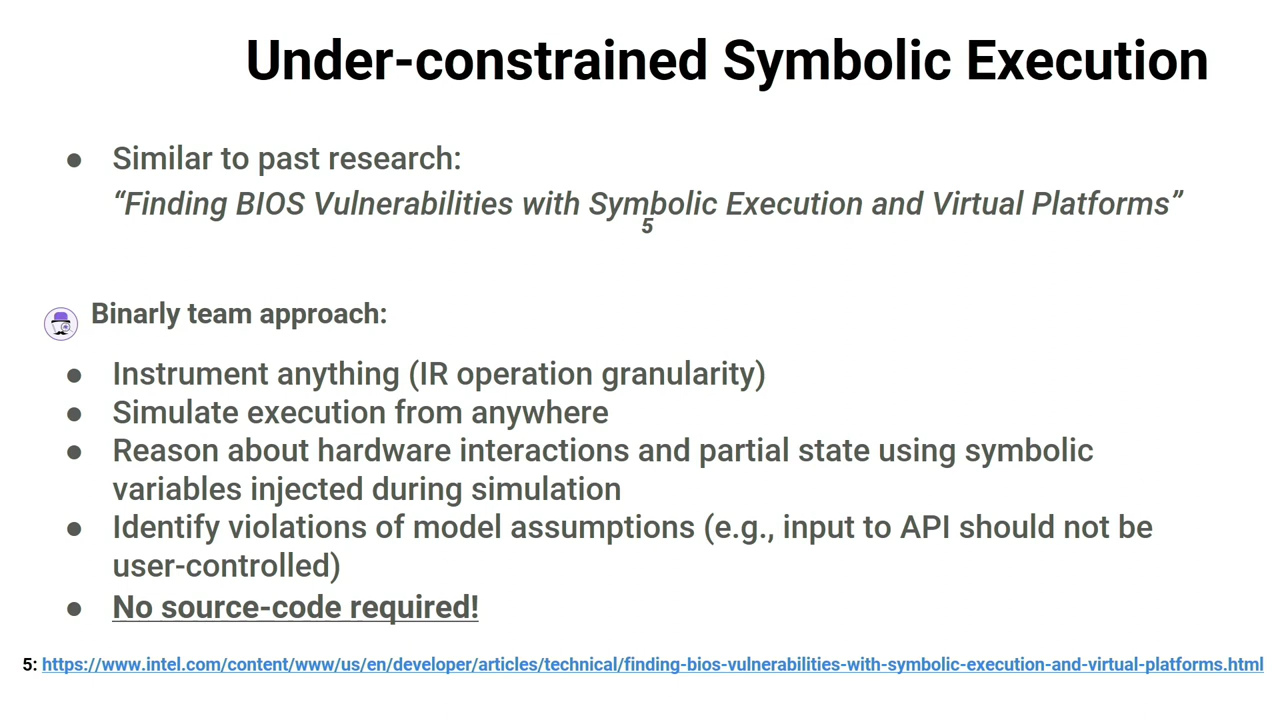 Under-constrained Symbolic Execution
● Similar to past research:
“Finding BIOS Vulnerabilities with Symbolic Execution and Virtual Platforms”
5
Binarly team approach:
● Instrument anything (IR operation granularity)
● Simulate execution from anywhere
● Reason about hardware interactions and partial state using symbolic
variables injected during simulation
● Identify violations of model assumptions (e.g., input to API should not be
user-controlled)
● No source-code required!
5: https://www.intel.com/content/www/us/en/developer/articles/technical/finding-bios-vulnerabilities-with-symbolic-execution-and-virtual-platforms.html